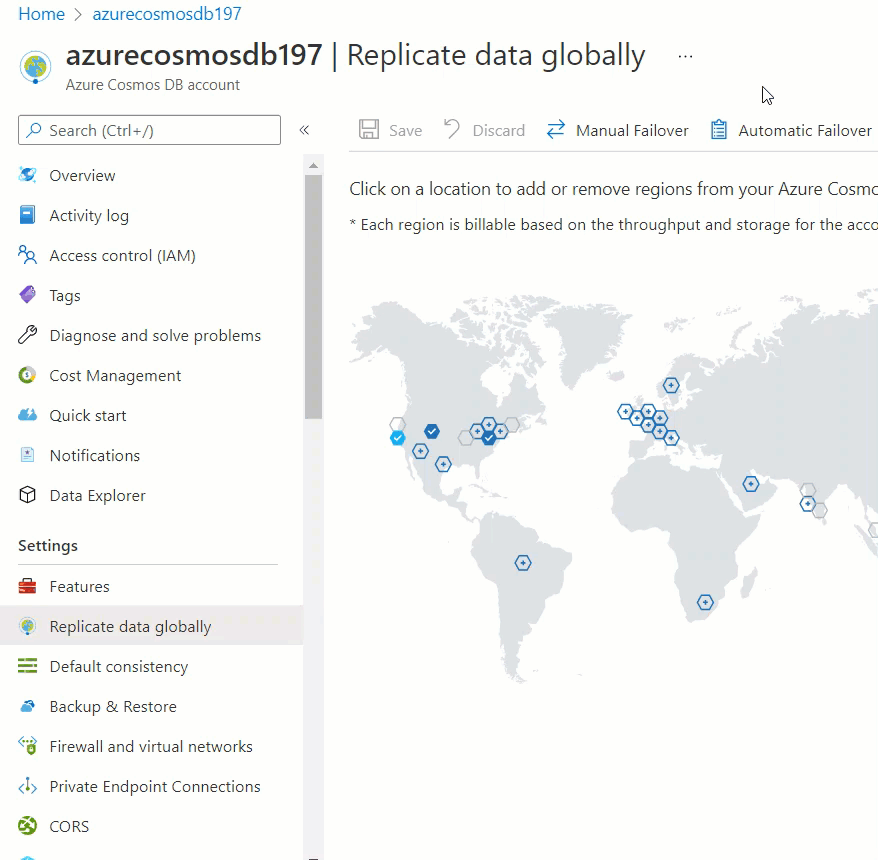 Home > azurecosmosdb197
azurecosmosdb197 | Replicate data globally ...
Azure Cosmos DB account
Search (Ctrl+/) «
Save Discard Manual Failover Automatic Failover
Click on a location to add or remove regions from your Azure Cosmo
* Each region is billable based on the throughput and storage for the acco
Overview
Activity log
Access control (IAM)
Tags
Diagnose and solve problems
Cost Management
Quick start
Notifications
Data Explorer
Settings
Features
Replicate data globally
Default consistency
Backup & Restore
Firewall and virtual networks
Private Endpoint Connections
CORS